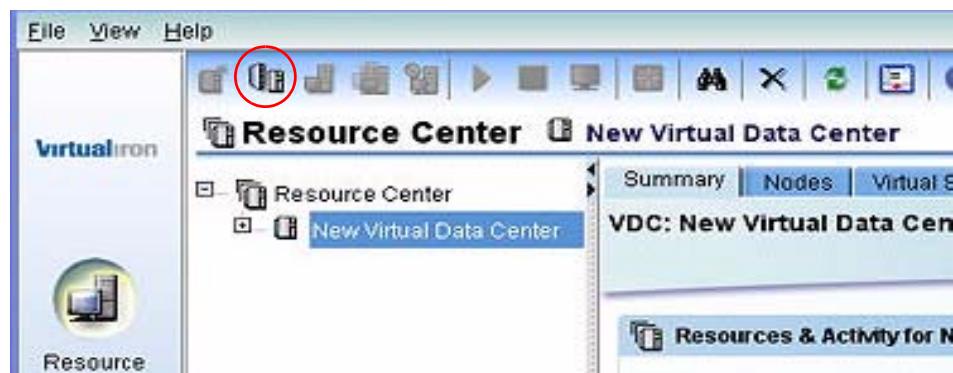 File View Help
Resource Center New Virtual Data Center
Virtualiron
Resource Center
New Virtual Data Center
Summary Nodes Virtual S
VDC: New Virtual Data Cen
Resources & Activity for N
Resource